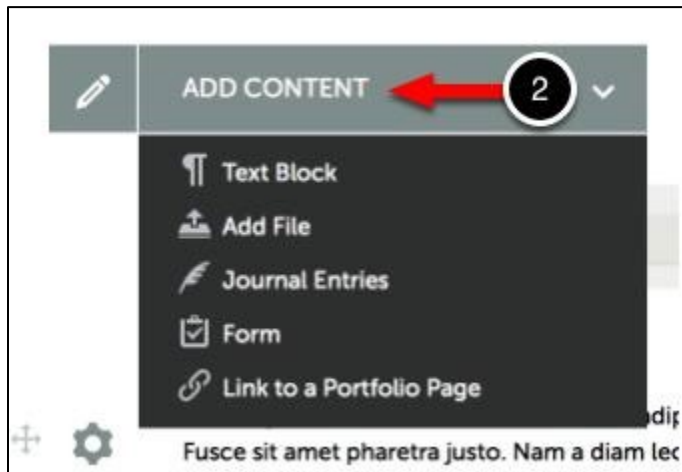 ADD CONTENT 2
Text Block
Add File
Journal Entries
Form
Link to a Portfolio Page
Fusce sit amet pharetra justo. Nam a diam